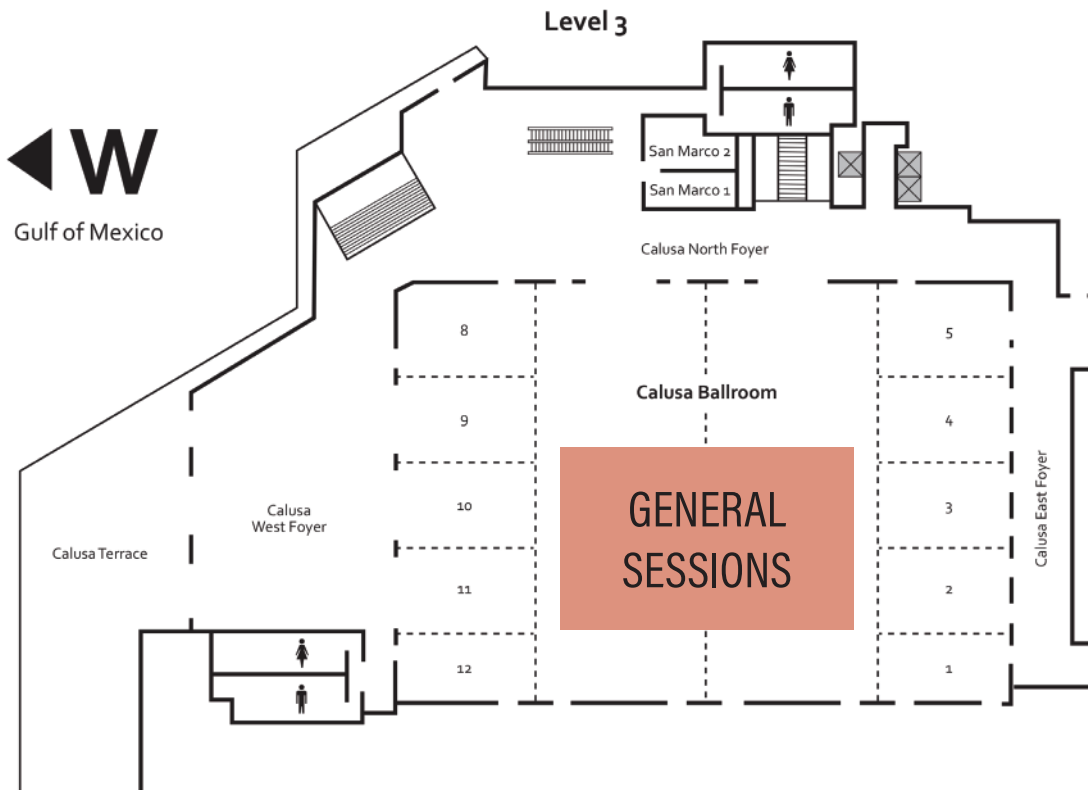 Level 3
W
Gulf of Mexico
San Marco 2
San Marco 1
Calusa North Foyer
8
5
Calusa Ballroom
9
4
GENERAL
SESSIONS
10
3
Calusa
West Foyer
Calusa Terrace
Calusa East Foyer
11
2
12
1